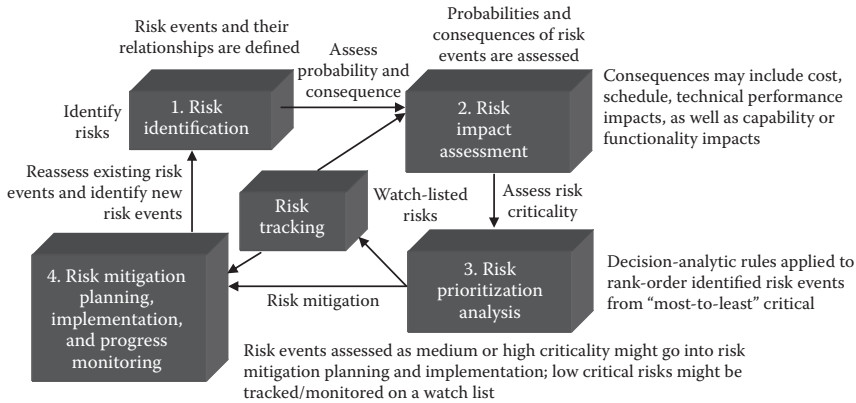 Risk events and their
relationships are defined
Probabilities and
consequences of risk
events are assessed
Assess
probability and
consequence
1. Risk
identification
Identify
risks
2. Risk
impact
assessment
Consequences may include cost,
schedule, technical performance
impacts, as well as capability or
functionality impacts
Reassess existing risk
events and identify new
risk events
Risk
tracking
Watch-listed
risks
Assess risk
criticality
4. Risk mitigation
planning,
implementation,
and progress
monitoring
Risk mitigation
3. Risk
prioritization
analysis
Decision-analytic rules applied to
rank-order identified risk events
from “most-to-least” critical
Risk events assessed as medium or high criticality might go into risk
mitigation planning and implementation; low critical risks might be
tracked/monitored on a watch list